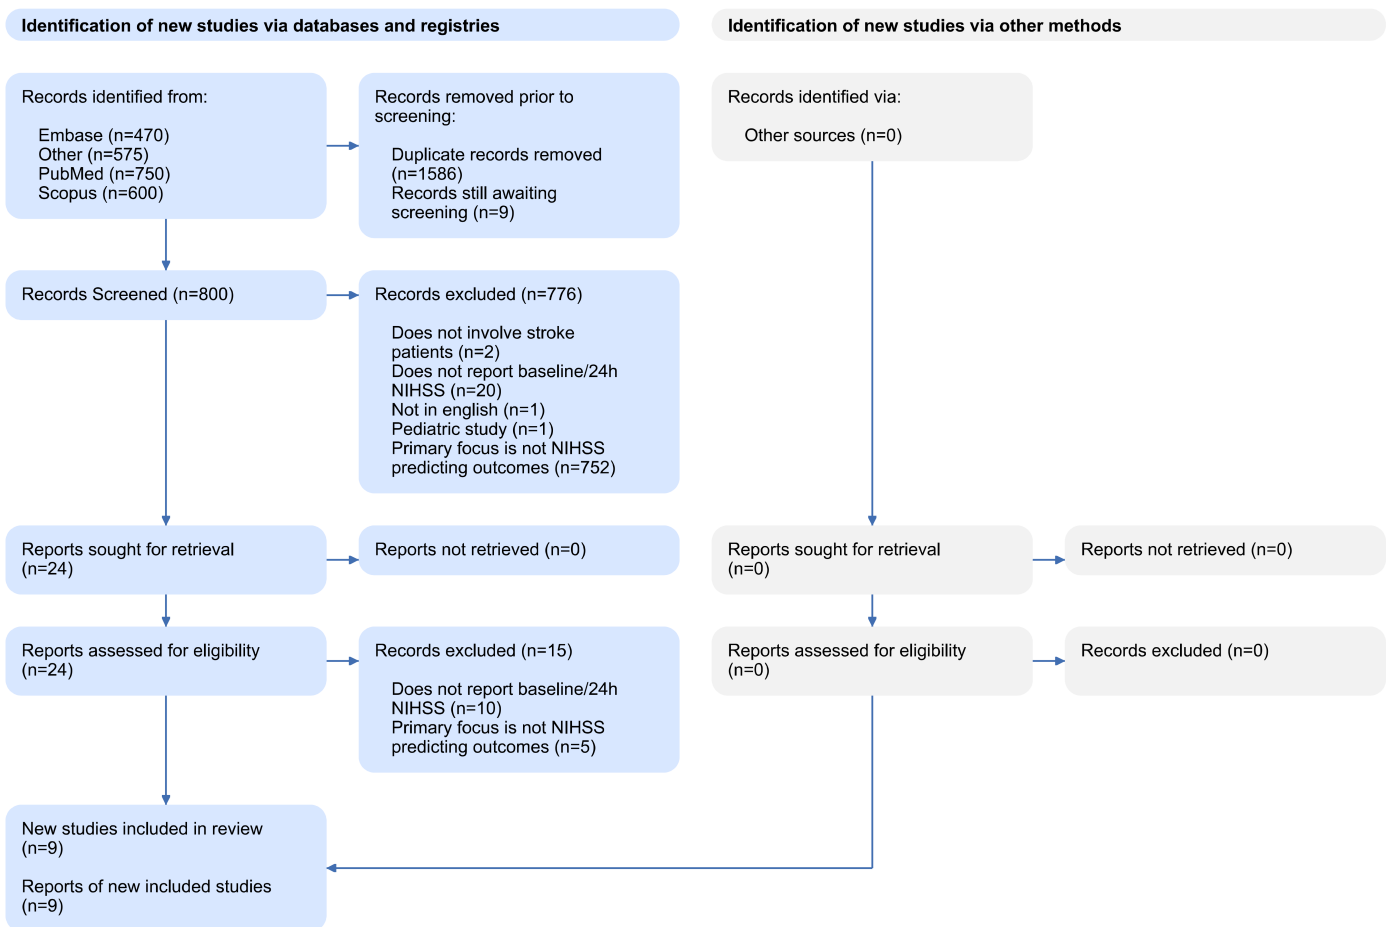 Identification of new studies via databases and registries
Identification of new studies via other methods
Records identified from:
Embase (n=470)
Other (n=575)
PubMed (n=750)
Scopus (n=600)
Records removed prior to
screening:
Duplicate records removed
(n=1586)
Records still awaiting
screening (n=9)
Records identified via:
Other sources (n=0)
Records Screened (n=800)
Records excluded (n=776)
Does not involve stroke
patients (n=2)
Does not report baseline/24h
NIHSS (n=20)
Not in english (n=1)
Pediatric study (n=1)
Primary focus is not NIHSS
predicting outcomes (n=752)
Reports sought for retrieval
(n=24)
Reports not retrieved (n=0)
Reports sought for retrieval
(n=0)
Reports not retrieved (n=0)
Reports assessed for eligibility
(n=24)
Records excluded (n=15)
Does not report baseline/24h
NIHSS (n=10)
Primary focus is not NIHSS
predicting outcomes (n=5)
Reports assessed for eligibility
(n=0)
Records excluded (n=0)
New studies included in review
(n=9)
Reports of new included studies
(n=9)